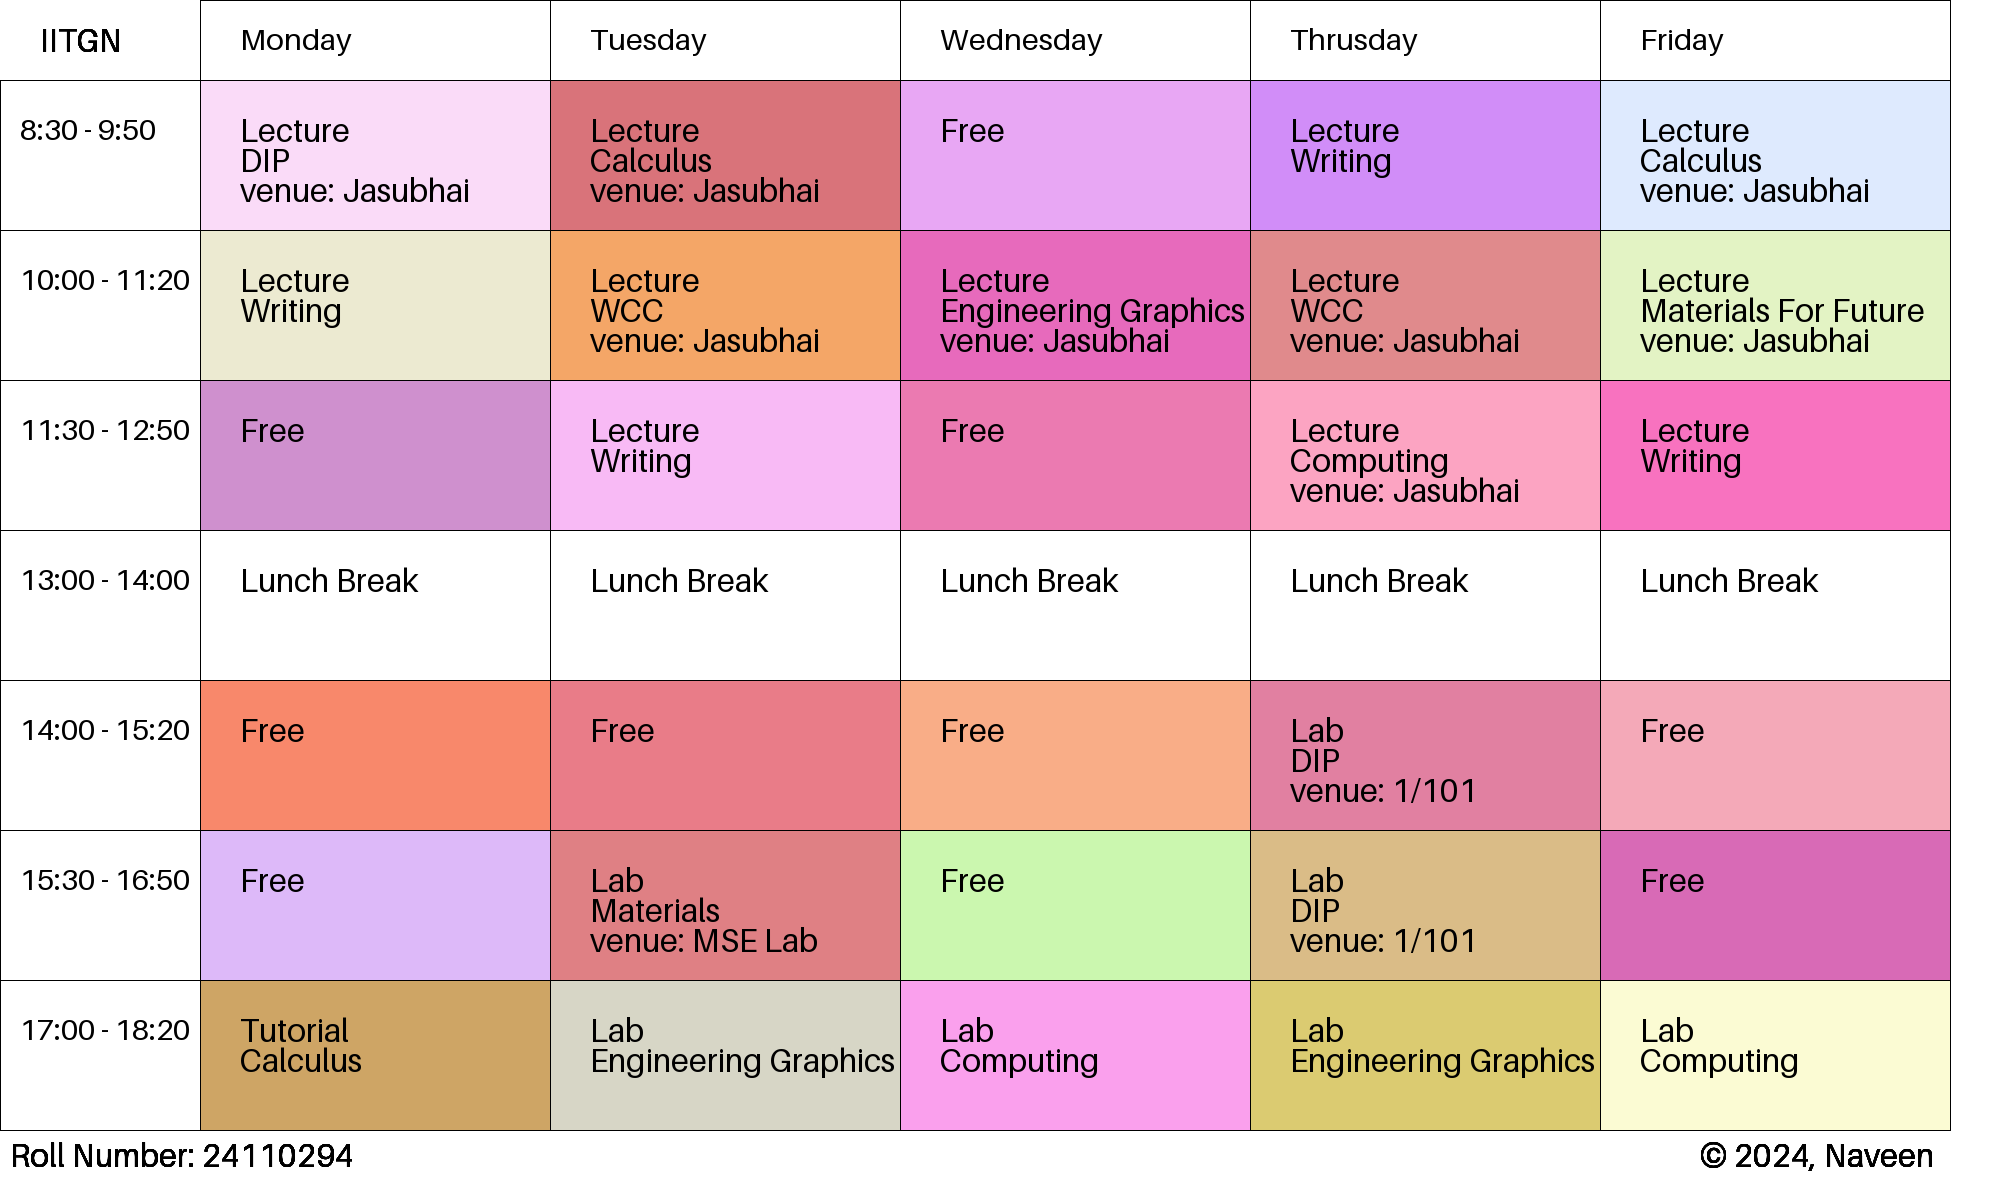 IITGN Monday Tuesday Wednesday Thrusday Friday
8:30 - 9:50
Lecture
DIP
venue: Jasubhai
Lecture
Calculus
venue: Jasubhai
Free
Lecture
Writing
Lecture
Calculus
venue: Jasubhai
10:00 - 11:20
Lecture
Writing
Lecture
WCC
venue: Jasubhai
Lecture
Engineering Graphics
venue: Jasubhai
Lecture
WCC
venue: Jasubhai
Lecture
Materials For Future
venue: Jasubhai
11:30 - 12:50
Free
Lecture
Writing
Free
Lecture
Computing
venue: Jasubhai
Lecture
Writing
13:00 - 14:00
Lunch Break
Lunch Break
Lunch Break
Lunch Break
Lunch Break
14:00 - 15:20
Free
Free
Free
Lab
DIP
venue: 1/101
Free
15:30 - 16:50
Free
Lab
Materials
venue: MSE Lab
Free
Lab
DIP
venue: 1/101
Free
17:00 - 18:20
Tutorial
Calculus
Lab
Engineering Graphics
Lab
Computing
Lab
Engineering Graphics
Lab
Computing
Roll Number: 24110294
© 2024, Naveen